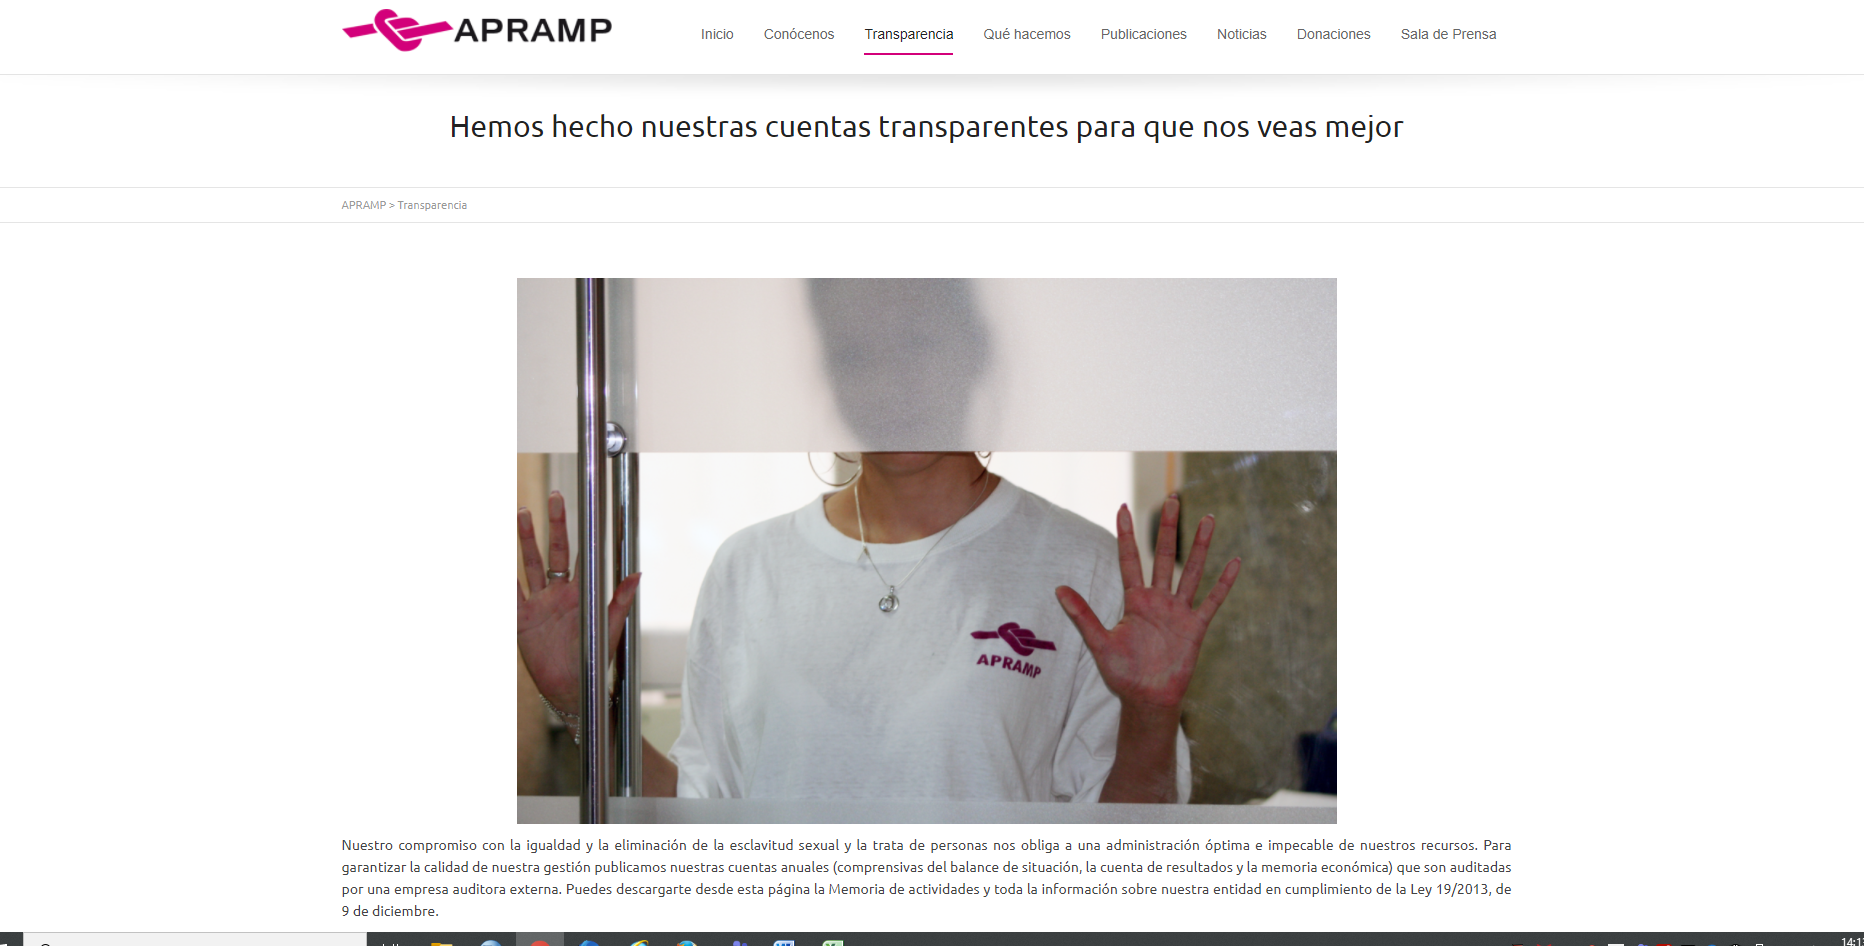 APRAMP
Inicio Conócenos Transparencia Qué hacemos Publicaciones Noticias Donaciones Sala de Prensa
Hemos hecho nuestras cuentas transparentes para que nos veas mejor
APRAMP > Transparencia
APRAMP
Nuestro compromiso con la igualdad y la eliminación de la esclavitud sexual y la trata de personas nos obliga a una administración óptima e impecable de nuestros recursos. Para
garantizar la calidad de nuestra gestión publicamos nuestras cuentas anuales (comprensivas del balance de situación, la cuenta de resultados y la memoria económica) que son auditadas
por una empresa auditora externa. Puedes descargarte desde esta página la Memoria de actividades y toda la información sobre nuestra entidad en cumplimiento de la Ley 19/2013, de
9 de diciembre.